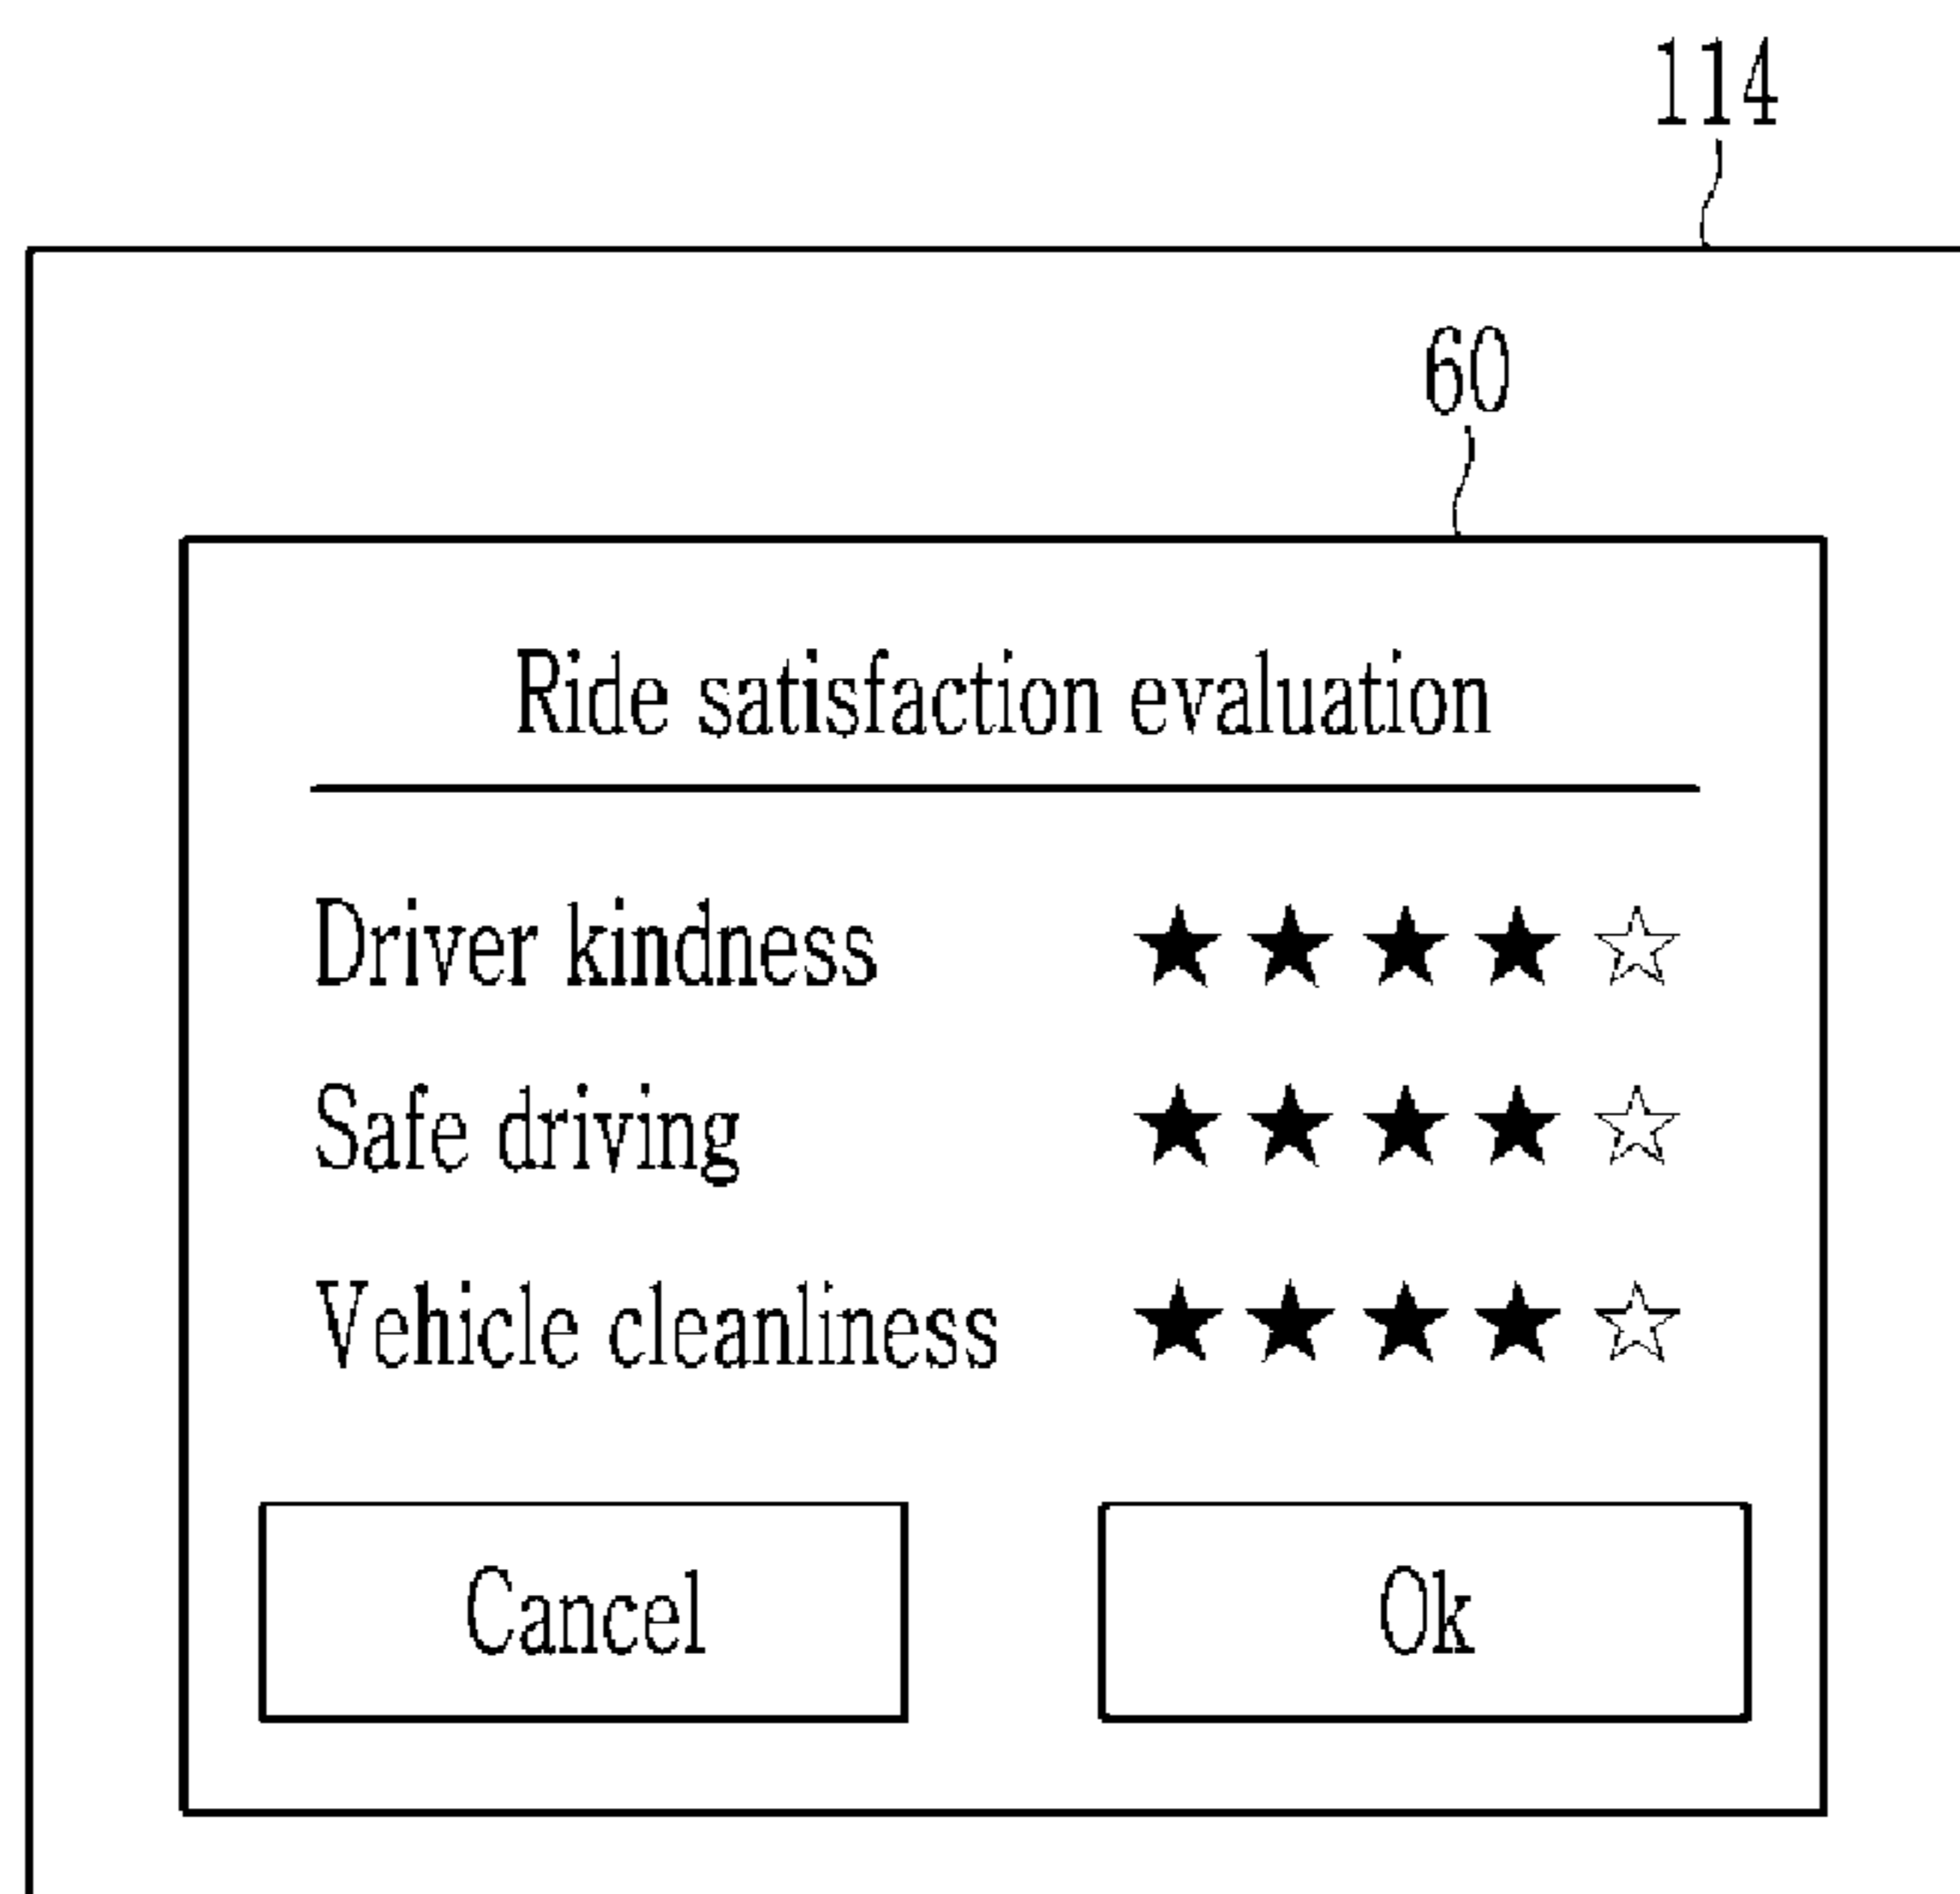 114
60
Ride satisfaction evaluation
Driver kindness ★★★★☆
Safe driving ★★★★☆
Vehicle cleanliness ★★★★☆
Cancel Ok